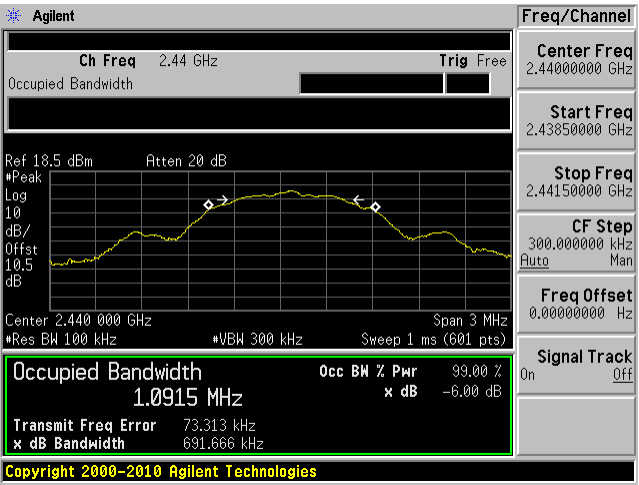 Agilent
Freq/Channel
Ch Freq 2.44 GHz Trig Free
Occupied Bandwidth
Center Freq
2.44000000 GHz
Start Freq
2.43850000 GHz
Stop Freq
2.44150000 GHz
CF Step
300.000000 kHz
Auto Man
Freq Offset
0.00000000 Hz
Signal Track
On Off
Ref 18.5 dBm Atten 20 dB
#Peak
Log
10
dB/
Offst
10.5
dB
Center 2.440 000 GHz Span 3 MHz
#Res BW 100 kHz #VBW 300 kHz Sweep 1 ms (601 pts)
Occupied Bandwidth Occ BW % Pwr 99.00 %
1.0915 MHz x dB -6.00 dB
Transmit Freq Error 73.313 kHz
x dB Bandwidth 691.666 kHz
Copyright 2000-2010 Agilent Technologies